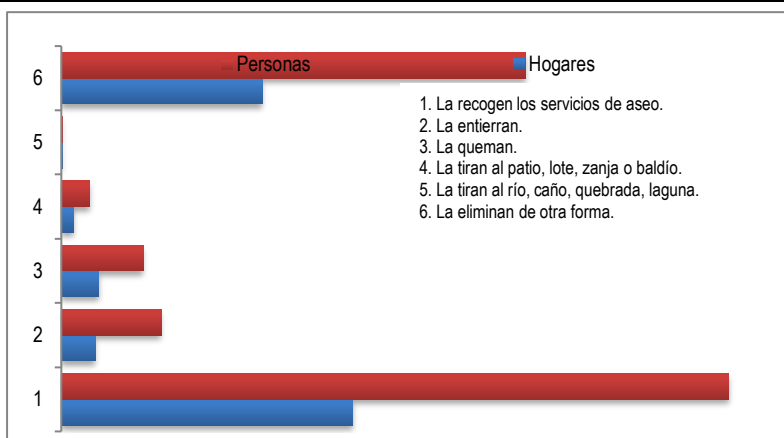 Personas Hogares
6
1. La recogen los servicios de aseo.
2. La entierran.
3. La queman.
4. La tiran al patio, lote, zanja o baldío.
5. La tiran al río, caño, quebrada, laguna.
6. La eliminan de otra forma.
5
4
3
2
1